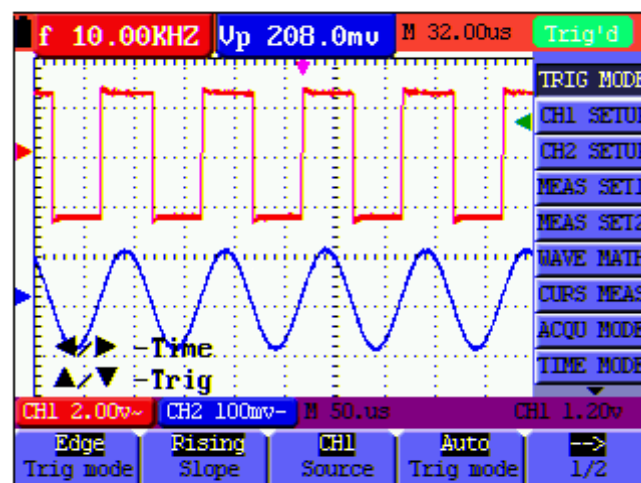 f 10.00KHZ Vp 208.0mv M 32.00us Trig'd
TRIG MODE
CH1 SETUP
CH2 SETUP
MEAS SET1
MEAS SET2
WAVE MATH
CURS MEAS
ACQU MODE
TIME MODE
◀/▶ -Time
▲/▼ -Trig
CH1 2.00v~ CH2 100mv- M 50.us CH1 1.20v
Edge Rising CH1 Auto -->
Trig mode Slope Source Trig mode 1/2